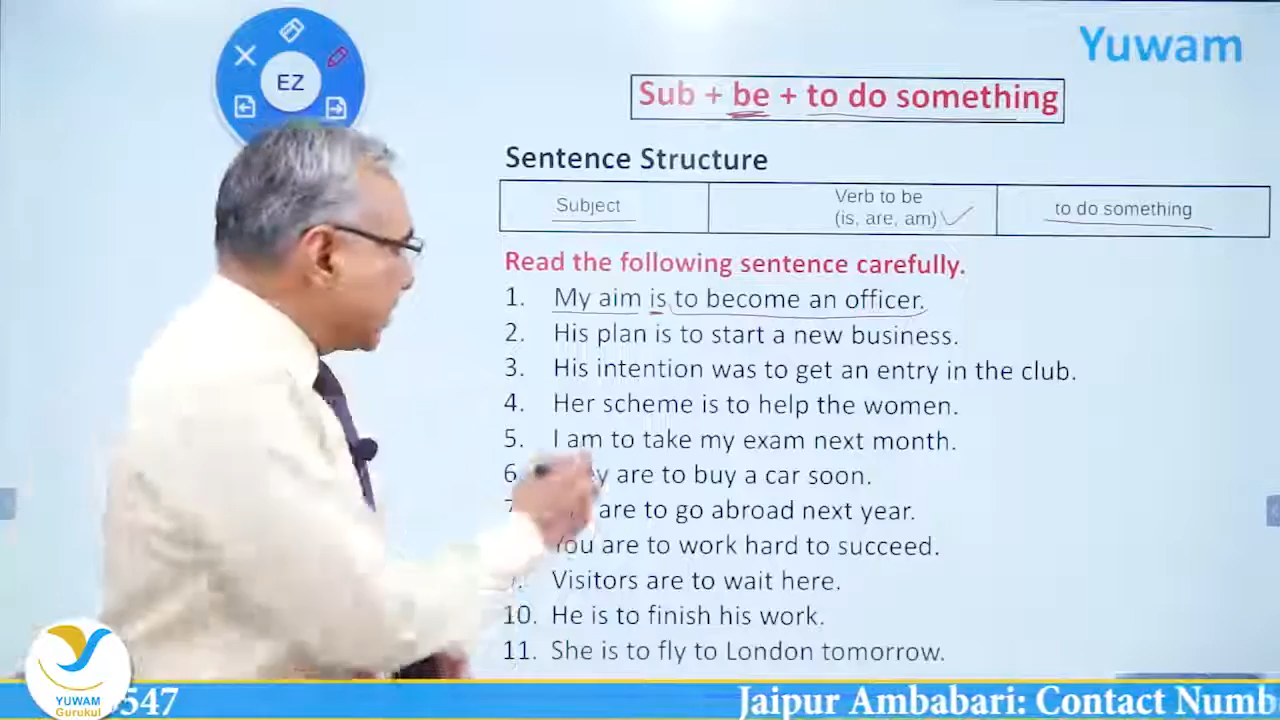 EZ
Yuwam
Sub + be + to do something
Sentence Structure
Subject
Verb to be
(is, are, am)
to do something
Read the following sentence carefully.
1. My aim is to become an officer.
2. His plan is to start a new business.
3. His intention was to get an entry in the club.
4. Her scheme is to help the women.
5. I am to take my exam next month.
6. are to buy a car soon.
are to go abroad next year.
You are to work hard to succeed.
Visitors are to wait here.
10. He is to finish his work.
11. She is to fly to London tomorrow.
YUWAM
Gurukul
547 Jaipur Ambabari: Contact Numb